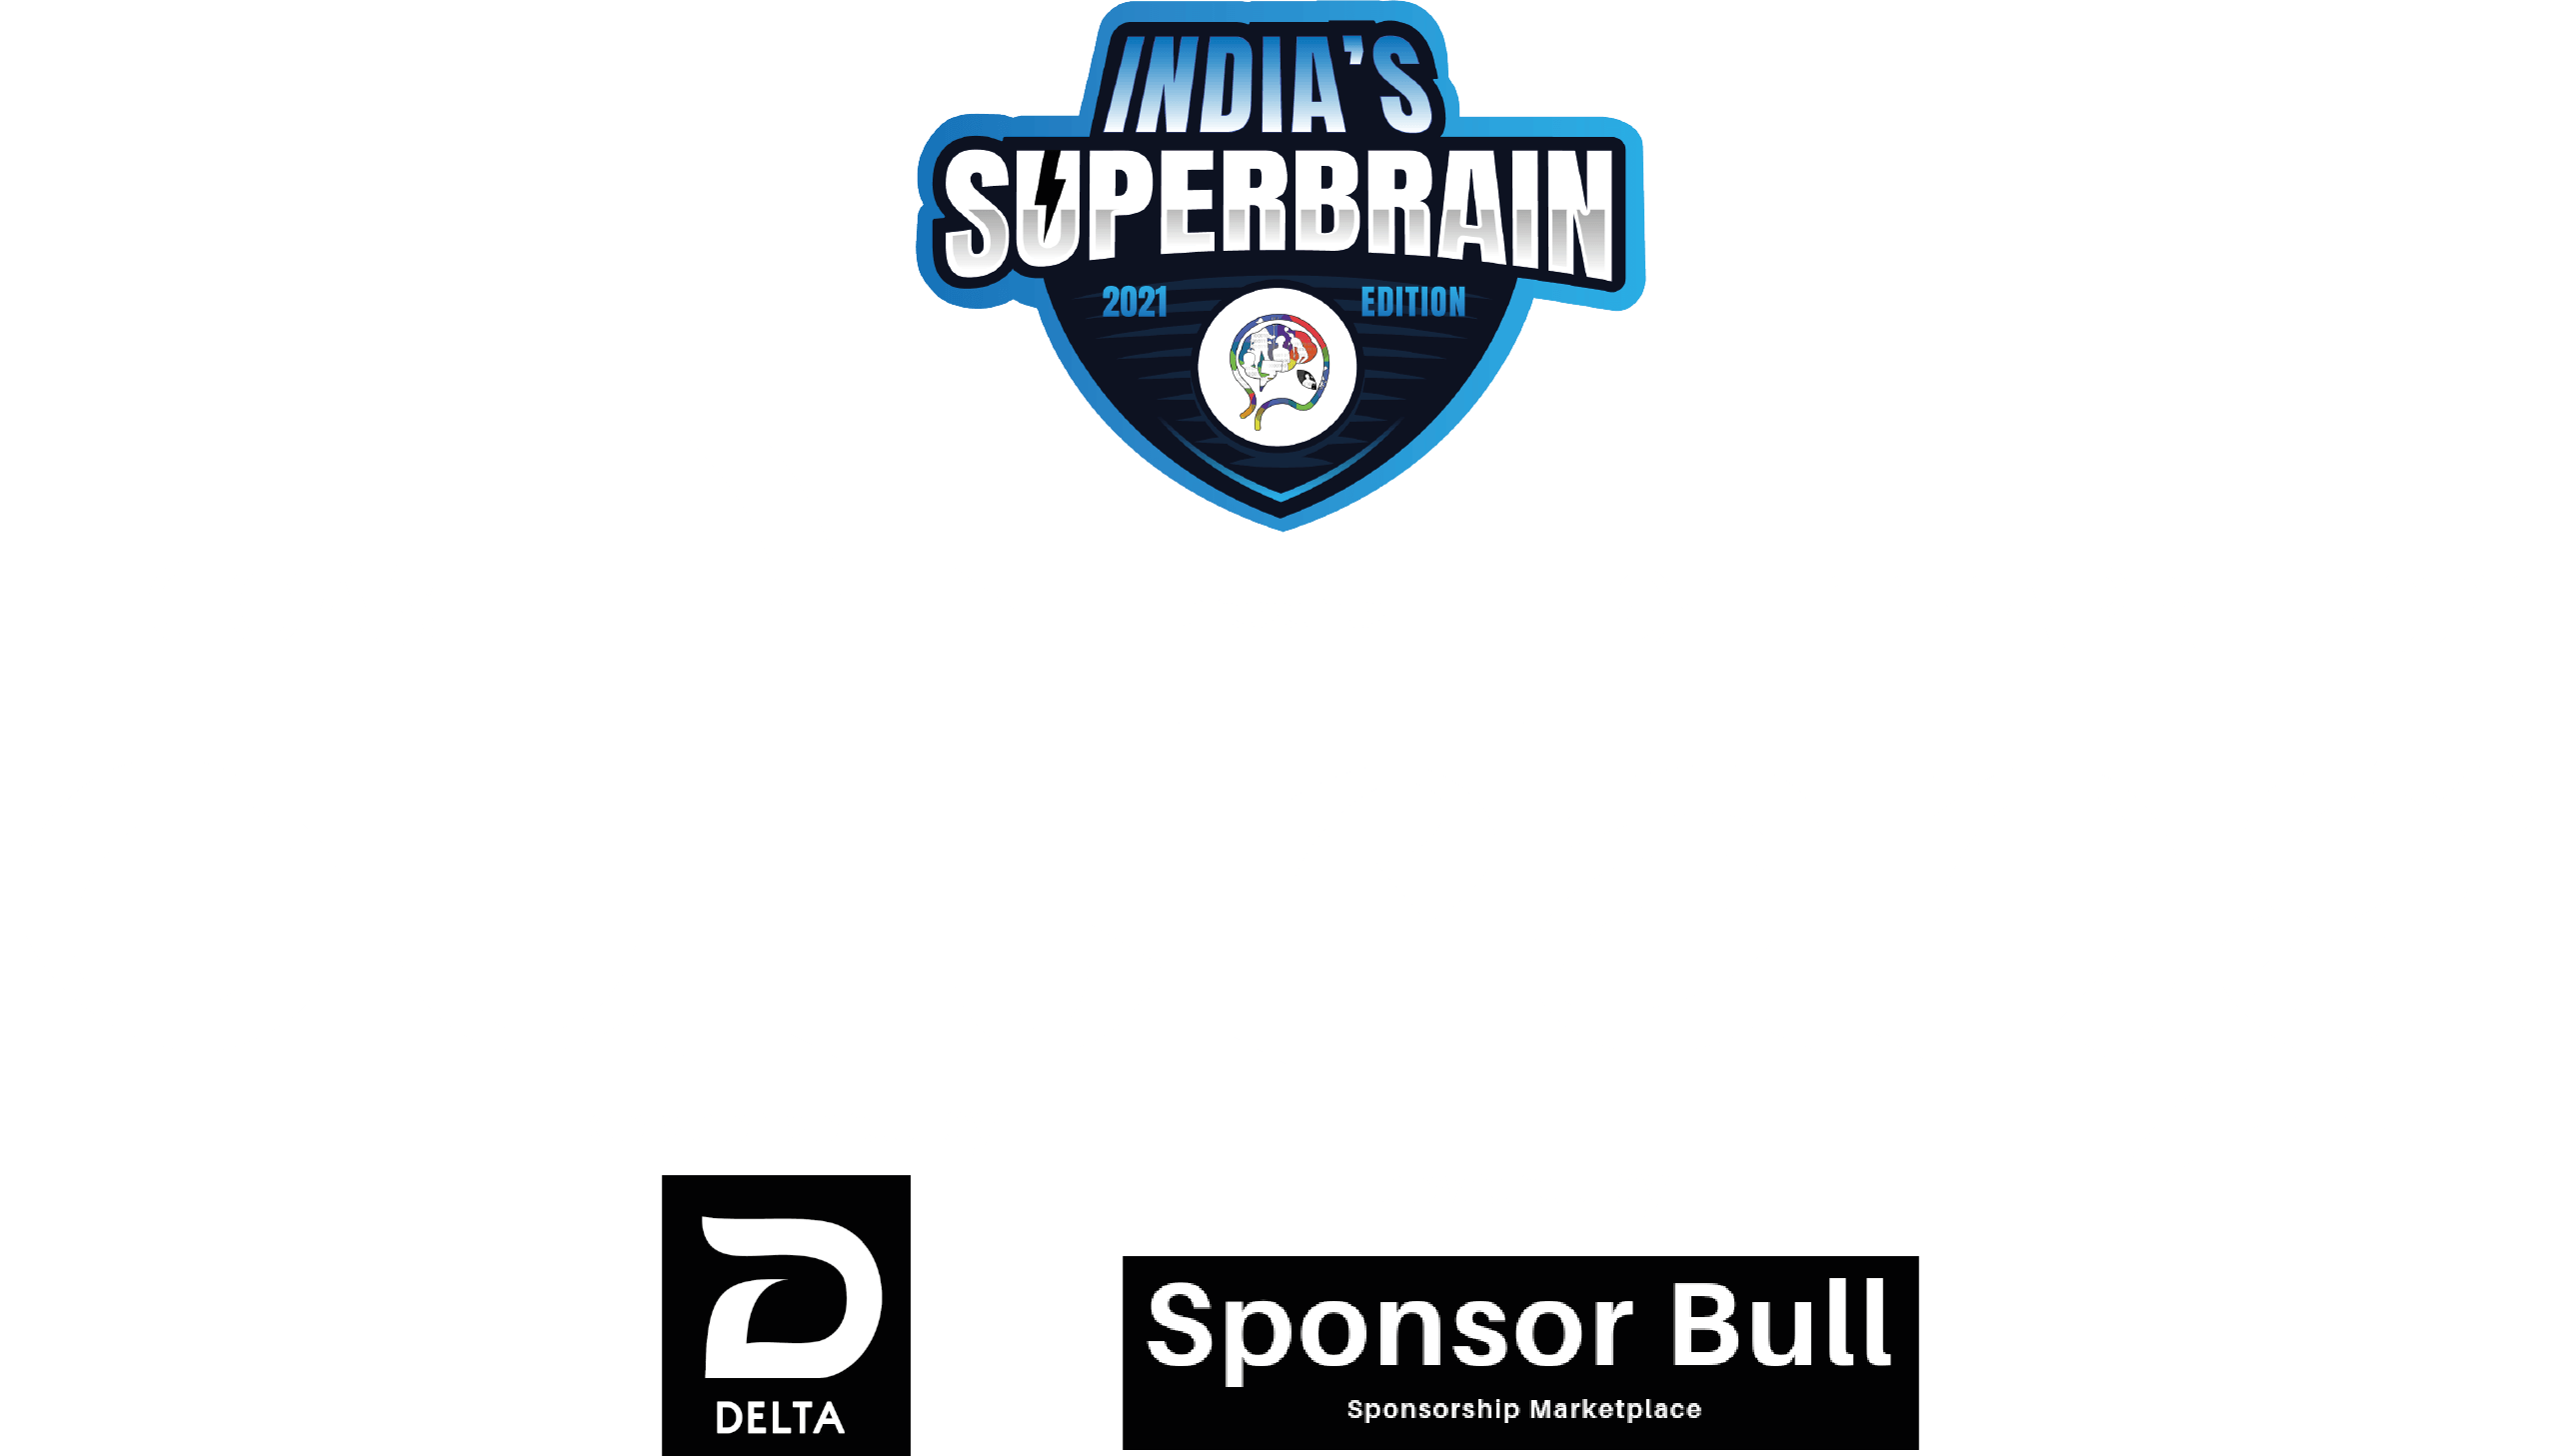 INDIA'S
SUPERBRAIN
2021 EDITION
DELTA
Sponsor Bull
Sponsorship Marketplace